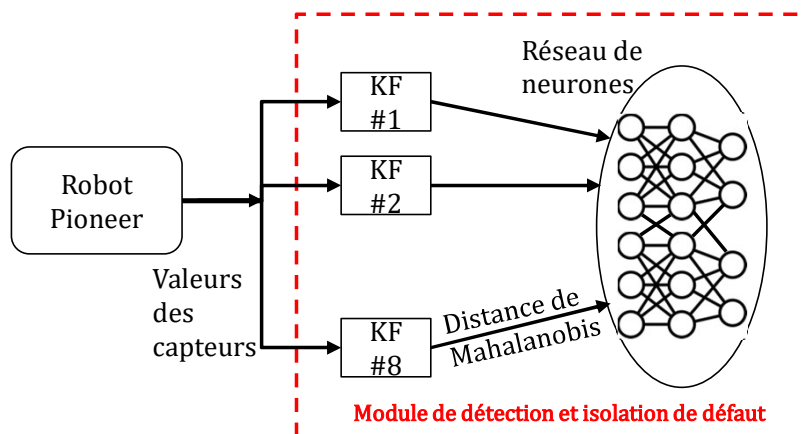 Robot
Pioneer
Valeurs
des
capteurs
KF
#1
KF
#2
KF
#8
Distance de
Mahalanobis
Réseau de
neurones
Module de détection et isolation de défaut